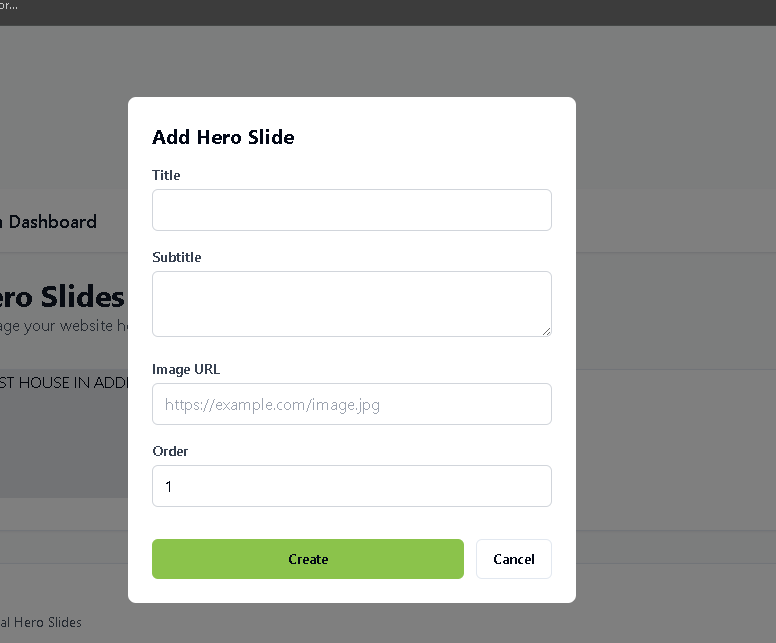 or...
Add Hero Slide
Title
Dashboard
Subtitle
ero Slides
age your website h
Image URL
ST HOUSE IN ADD
https://example.com/image.jpg
Order
1
Create
Cancel
al Hero Slides